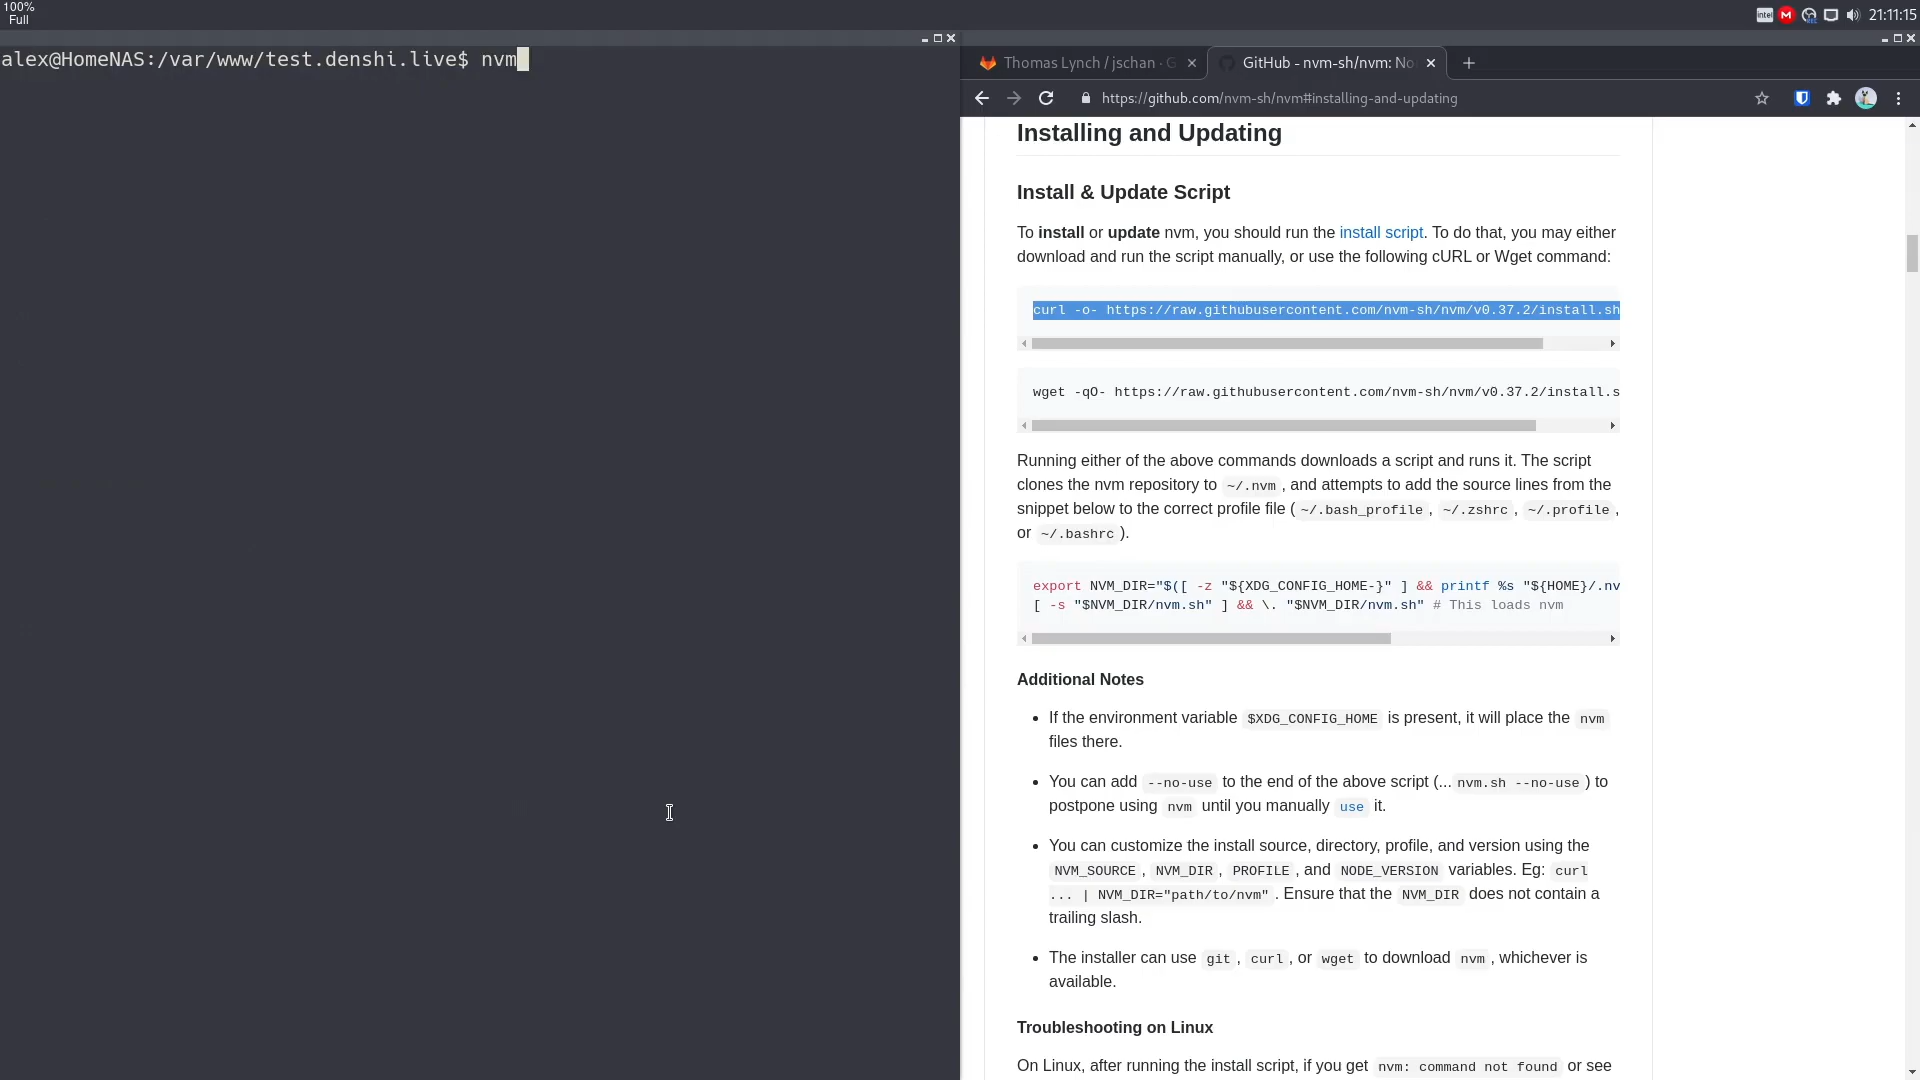 100%
Full
intel
21:11:15
alex@HomeNAS:/var/www/test.denshi.live$ nvm
Thomas Lynch / jschan · G
GitHub - nvm-sh/nvm: No
https://github.com/nvm-sh/nvm#installing-and-updating
Installing and Updating
Install & Update Script
To install or update nvm, you should run the install script. To do that, you may either
download and run the script manually, or use the following cURL or Wget command:
curl -o- https://raw.githubusercontent.com/nvm-sh/nvm/v0.37.2/install.sh
wget -qO- https://raw.githubusercontent.com/nvm-sh/nvm/v0.37.2/install.s
Running either of the above commands downloads a script and runs it. The script
clones the nvm repository to ~/.nvm, and attempts to add the source lines from the
snippet below to the correct profile file (~/.bash_profile, ~/.zshrc, ~/.profile,
or ~/.bashrc).
export NVM_DIR="$([ -z "${XDG_CONFIG_HOME-}" ] && printf %s "${HOME}/.nv
[ -s "$NVM_DIR/nvm.sh" ] && \. "$NVM_DIR/nvm.sh" # This loads nvm
Additional Notes
• If the environment variable $XDG_CONFIG_HOME is present, it will place the nvm
files there.
• You can add --no-use to the end of the above script (... nvm.sh --no-use) to
postpone using nvm until you manually use it.
• You can customize the install source, directory, profile, and version using the
NVM_SOURCE, NVM_DIR, PROFILE, and NODE_VERSION variables. Eg: curl
... | NVM_DIR="path/to/nvm". Ensure that the NVM_DIR does not contain a
trailing slash.
• The installer can use git, curl, or wget to download nvm, whichever is
available.
Troubleshooting on Linux
On Linux, after running the install script, if you get nvm: command not found or see